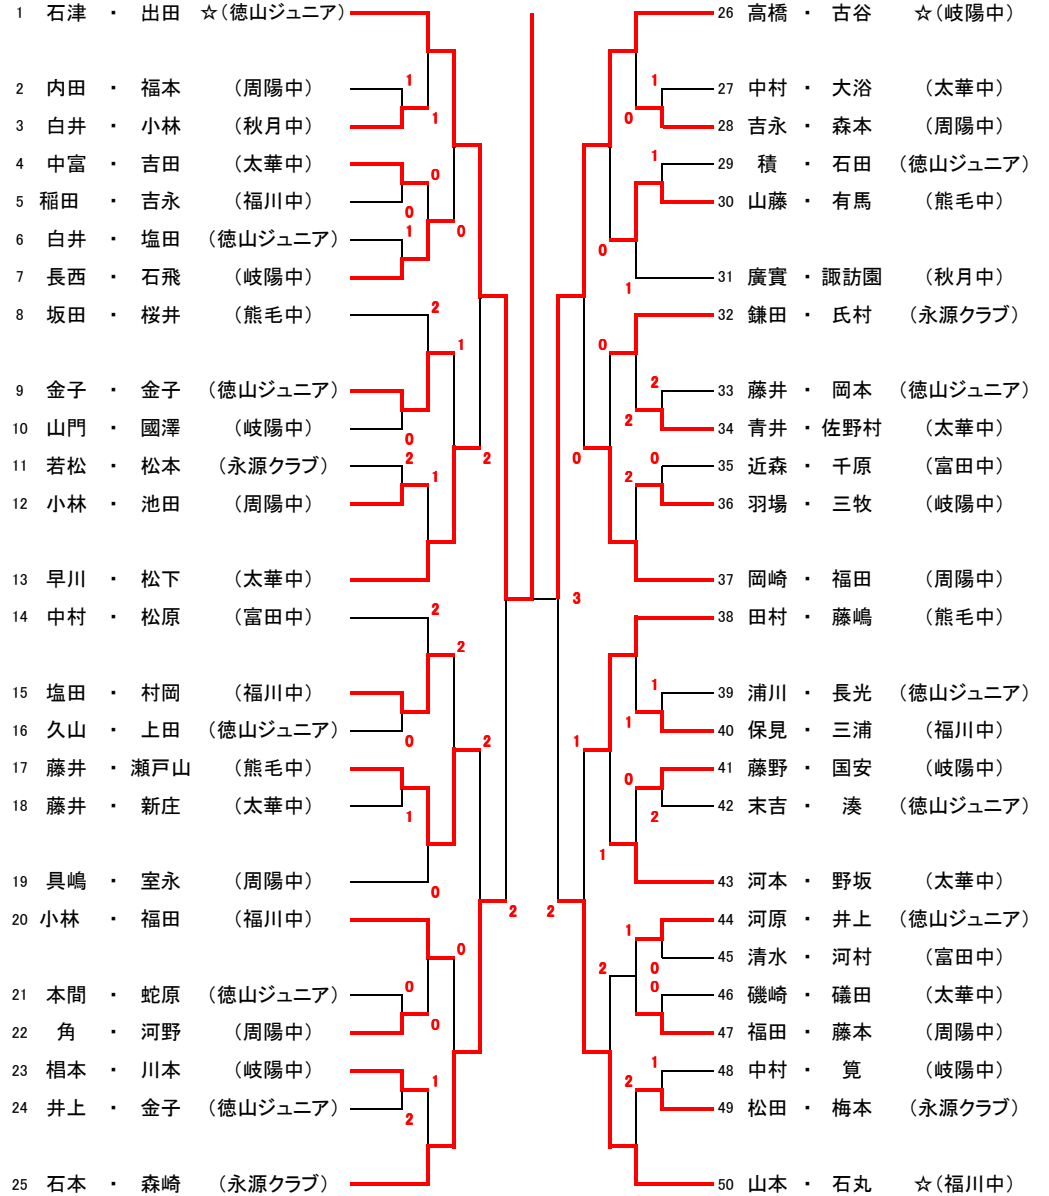 1 石津 ・ 出田 ☆(徳山ジュニア)
2 内田 ・ 福本 (周陽中)
1
3 白井 ・ 小林 (秋月中)
1
4 中富 ・ 吉田 (太華中)
0
5 稲田 ・ 吉永 (福川中)
0
6 白井 ・ 塩田 (徳山ジュニア)
1
0
7 長西 ・ 石飛 (岐陽中)
8 坂田 ・ 桜井 (熊毛中)
2
1
9 金子 ・ 金子 (徳山ジュニア)
10 山門 ・ 國澤 (岐陽中)
0
11 若松 ・ 松本 (永源クラブ)
2
2
12 小林 ・ 池田 (周陽中)
1
13 早川 ・ 松下 (太華中)
14 中村 ・ 松原 (富田中)
2
2
15 塩田 ・ 村岡 (福川中)
16 久山 ・ 上田 (徳山ジュニア)
0
2
17 藤井 ・ 瀬戸山 (熊毛中)
18 藤井 ・ 新庄 (太華中)
1
19 具嶋 ・ 室永 (周陽中)
0
20 小林 ・ 福田 (福川中)
2
0
21 本間 ・ 蛇原 (徳山ジュニア)
0
22 角 ・ 河野 (周陽中)
0
23 椙本 ・ 川本 (岐陽中)
1
24 井上 ・ 金子 (徳山ジュニア)
2
25 石本 ・ 森崎 (永源クラブ)
3
26 高橋 ・ 古谷 ☆(岐陽中)
1
27 中村 ・ 大浴 (太華中)
0
28 吉永 ・ 森本 (周陽中)
1
29 積 ・ 石田 (徳山ジュニア)
30 山藤 ・ 有馬 (熊毛中)
0
31 廣實 ・ 諏訪園 (秋月中)
1
32 鎌田 ・ 氏村 (永源クラブ)
0
2
33 藤井 ・ 岡本 (徳山ジュニア)
2
34 青井 ・ 佐野村 (太華中)
0
0
35 近森 ・ 千原 (富田中)
2
36 羽場 ・ 三牧 (岐陽中)
37 岡崎 ・ 福田 (周陽中)
38 田村 ・ 藤嶋 (熊毛中)
1
39 浦川 ・ 長光 (徳山ジュニア)
1
40 保見 ・ 三浦 (福川中)
1
0
41 藤野 ・ 国安 (岐陽中)
42 末吉 ・ 湊 (徳山ジュニア)
2
1
43 河本 ・ 野坂 (太華中)
2
44 河原 ・ 井上 (徳山ジュニア)
1
45 清水 ・ 河村 (富田中)
2
0
0
46 磯崎 ・ 礒田 (太華中)
47 福田 ・ 藤本 (周陽中)
1
48 中村 ・ 筧 (岐陽中)
2
49 松田 ・ 梅本 (永源クラブ)
50 山本 ・ 石丸 ☆(福川中)